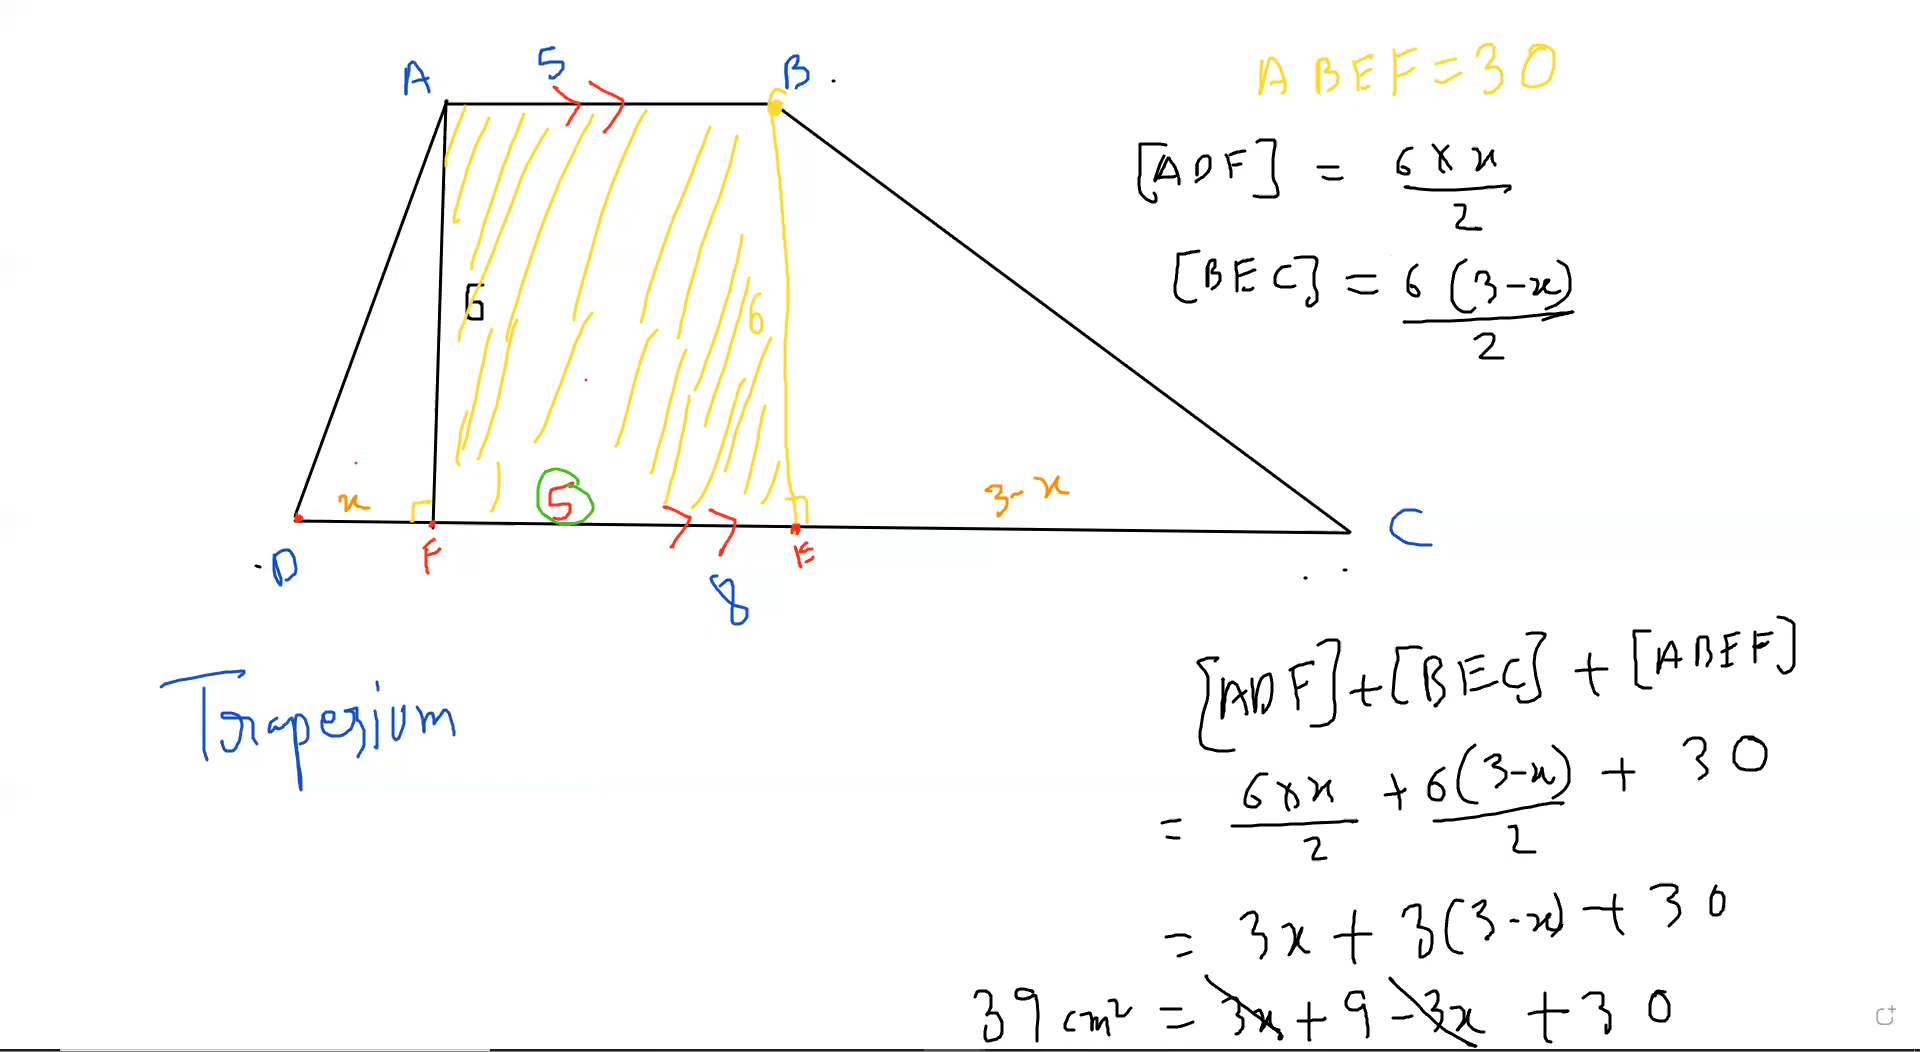 A 5 B
6 6
x 5 3-x
D F E C
8
Trapezium
ABEF=30
[ADF] = 6×x/2
[BEC] = 6(3-x)/2
[ADF]+[BEC]+[ABEF]
= 6×x/2 + 6(3-x)/2 + 30
= 3x + 3(3-x) + 30
39 cm² = 3x + 9 - 3x + 30